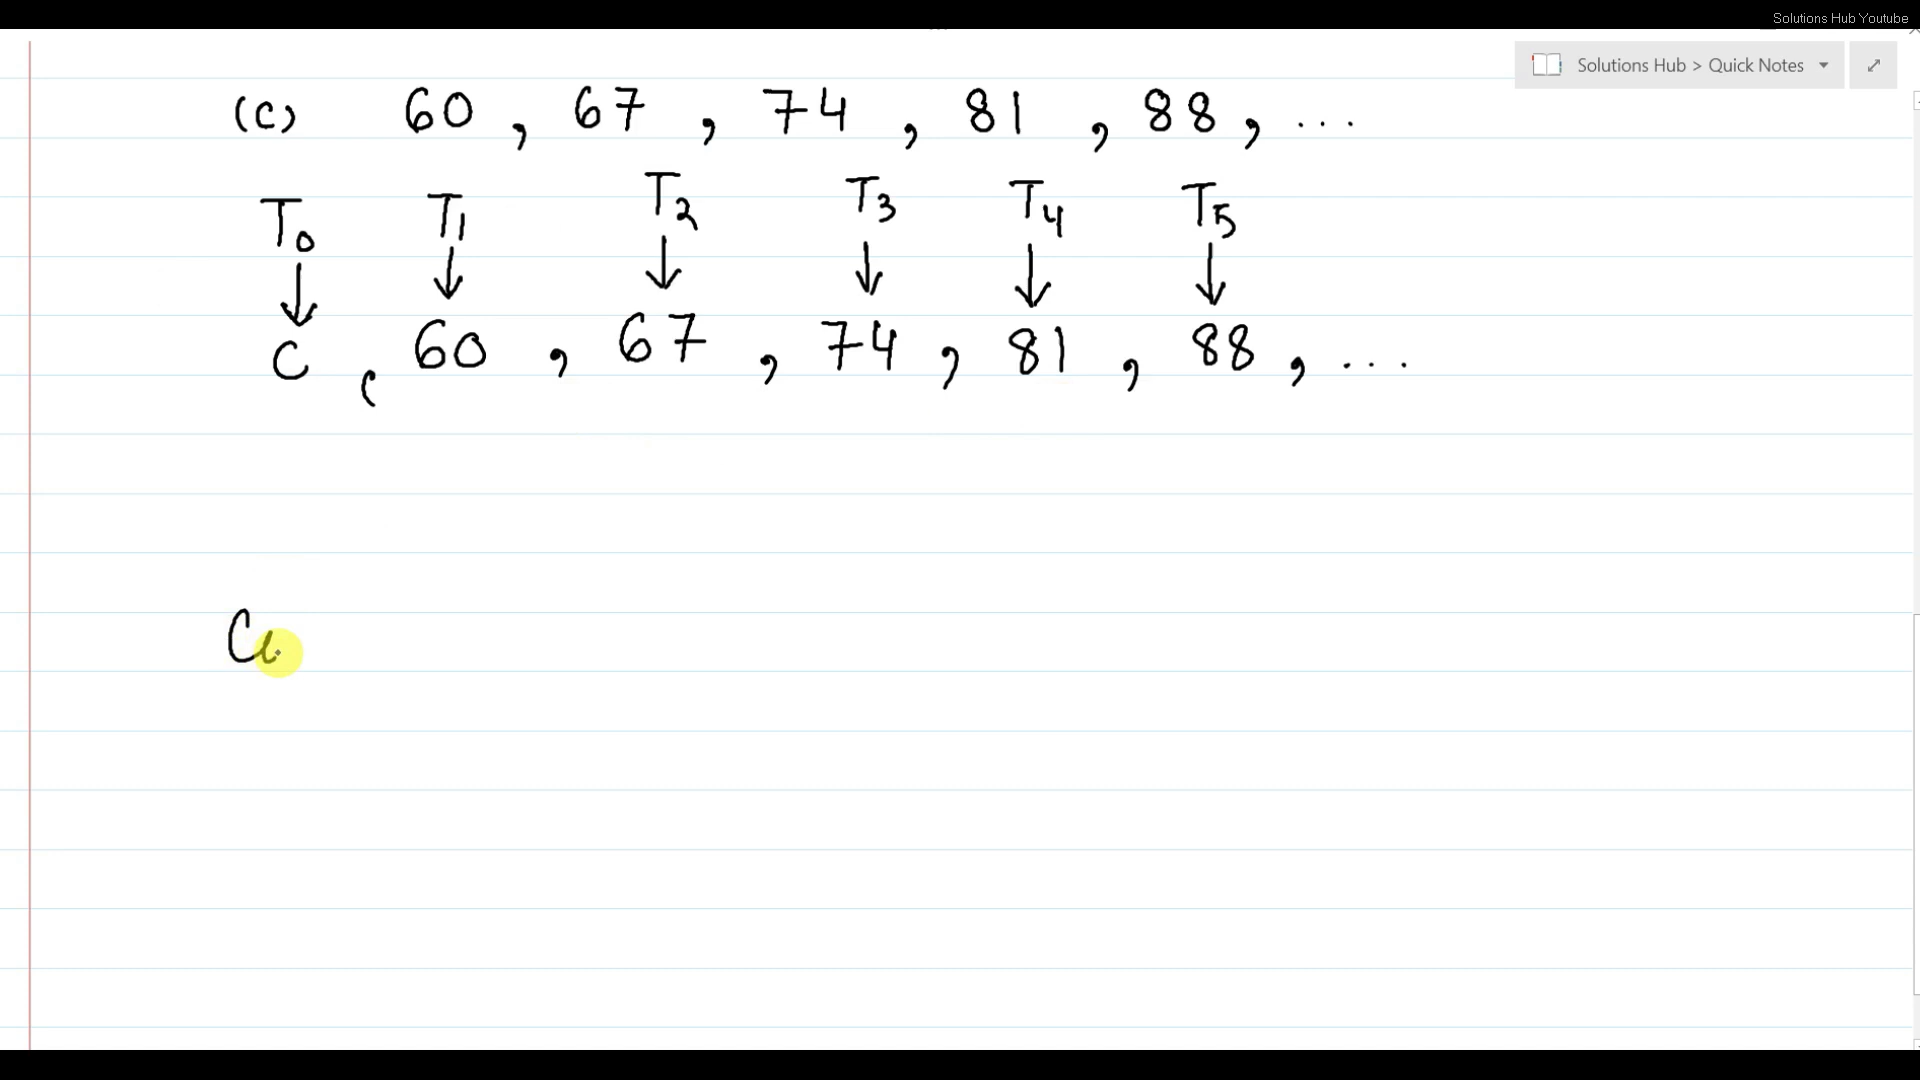 Solutions Hub Youtube
Solutions Hub > Quick Notes
(c) 60, 67, 74, 81, 88, ...
T₀ T₁ T₂ T₃ T₄ T₅
↓ ↓ ↓ ↓ ↓ ↓
C, 60, 67, 74, 81, 88, ...